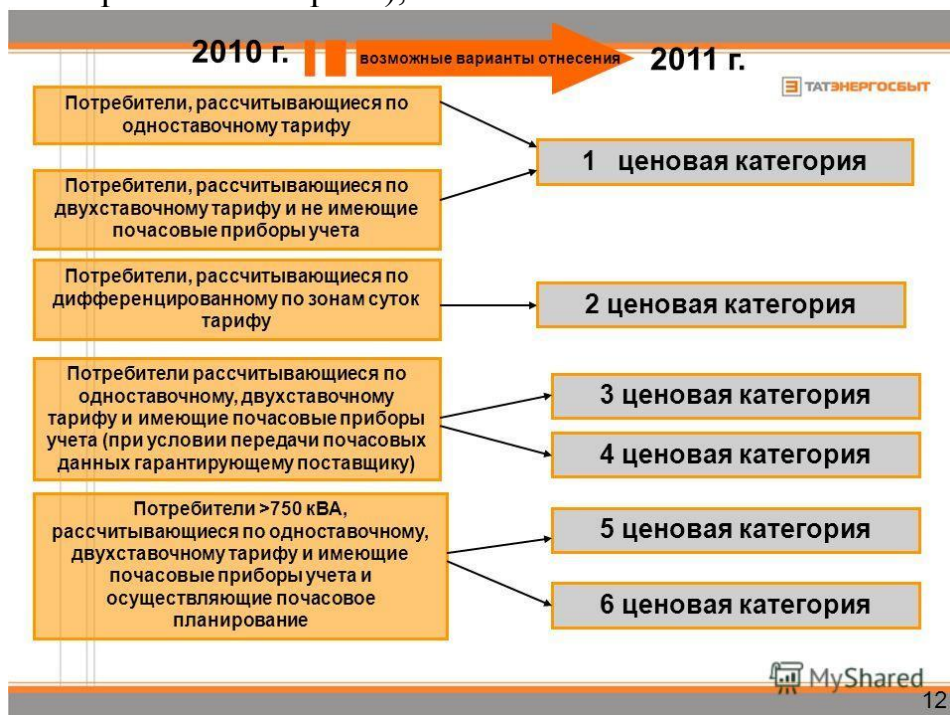 2010 г.
возможные варианты отнесения
2011 г.
ТАТЭНЕРГОСБЫТ
Потребители, рассчитывающиеся по
одноставочному тарифу
1 ценовая категория
Потребители, рассчитывающиеся по
двухставочному тарифу и не имеющие
почасовые приборы учета
Потребители, рассчитывающиеся по
дифференцированному по зонам суток
тарифу
2 ценовая категория
Потребители рассчитывающиеся по
одноставочному, двухставочному
тарифу и имеющие почасовые приборы
учета (при условии передачи почасовых
данных гарантирующему поставщику)
3 ценовая категория
4 ценовая категория
Потребители >750 кВА,
рассчитывающиеся по одноставочному,
двухставочному тарифу и имеющие
почасовые приборы учета и
осуществляющие почасовое
планирование
5 ценовая категория
6 ценовая категория
MyShared
12